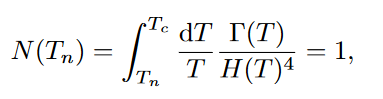 N(T_n) = \int_{T_n}^{T_c} \frac{dT}{T} \frac{\Gamma(T)}{H(T)^4} = 1,